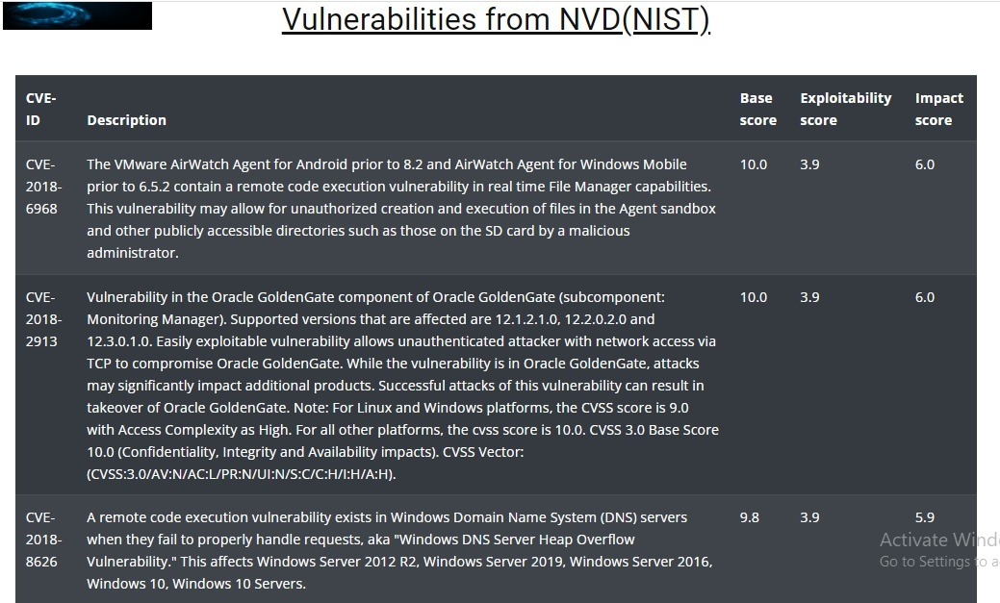 Vulnerabilities from NVD(NIST)
CVE-ID Description Base score Exploitability score Impact score
CVE-2018-6968
The VMware AirWatch Agent for Android prior to 8.2 and AirWatch Agent for Windows Mobile
prior to 6.5.2 contain a remote code execution vulnerability in real time File Manager capabilities.
This vulnerability may allow for unauthorized creation and execution of files in the Agent sandbox
and other publicly accessible directories such as those on the SD card by a malicious
administrator.
10.0 3.9 6.0
CVE-2018-2913
Vulnerability in the Oracle GoldenGate component of Oracle GoldenGate (subcomponent:
Monitoring Manager). Supported versions that are affected are 12.1.2.1.0, 12.2.0.2.0 and
12.3.0.1.0. Easily exploitable vulnerability allows unauthenticated attacker with network access via
TCP to compromise Oracle GoldenGate. While the vulnerability is in Oracle GoldenGate, attacks
may significantly impact additional products. Successful attacks of this vulnerability can result in
takeover of Oracle GoldenGate. Note: For Linux and Windows platforms, the CVSS score is 9.0
with Access Complexity as High. For all other platforms, the cvss score is 10.0. CVSS 3.0 Base Score
10.0 (Confidentiality, Integrity and Availability impacts). CVSS Vector:
(CVSS:3.0/AV:N/AC:L/PR:N/UI:N/S:C/C:H/I:H/A:H).
10.0 3.9 6.0
CVE-2018-8626
A remote code execution vulnerability exists in Windows Domain Name System (DNS) servers
when they fail to properly handle requests, aka "Windows DNS Server Heap Overflow
Vulnerability." This affects Windows Server 2012 R2, Windows Server 2019, Windows Server 2016,
Windows 10, Windows 10 Servers.
9.8 3.9 5.9
Activate Wind
Go to Settings to a